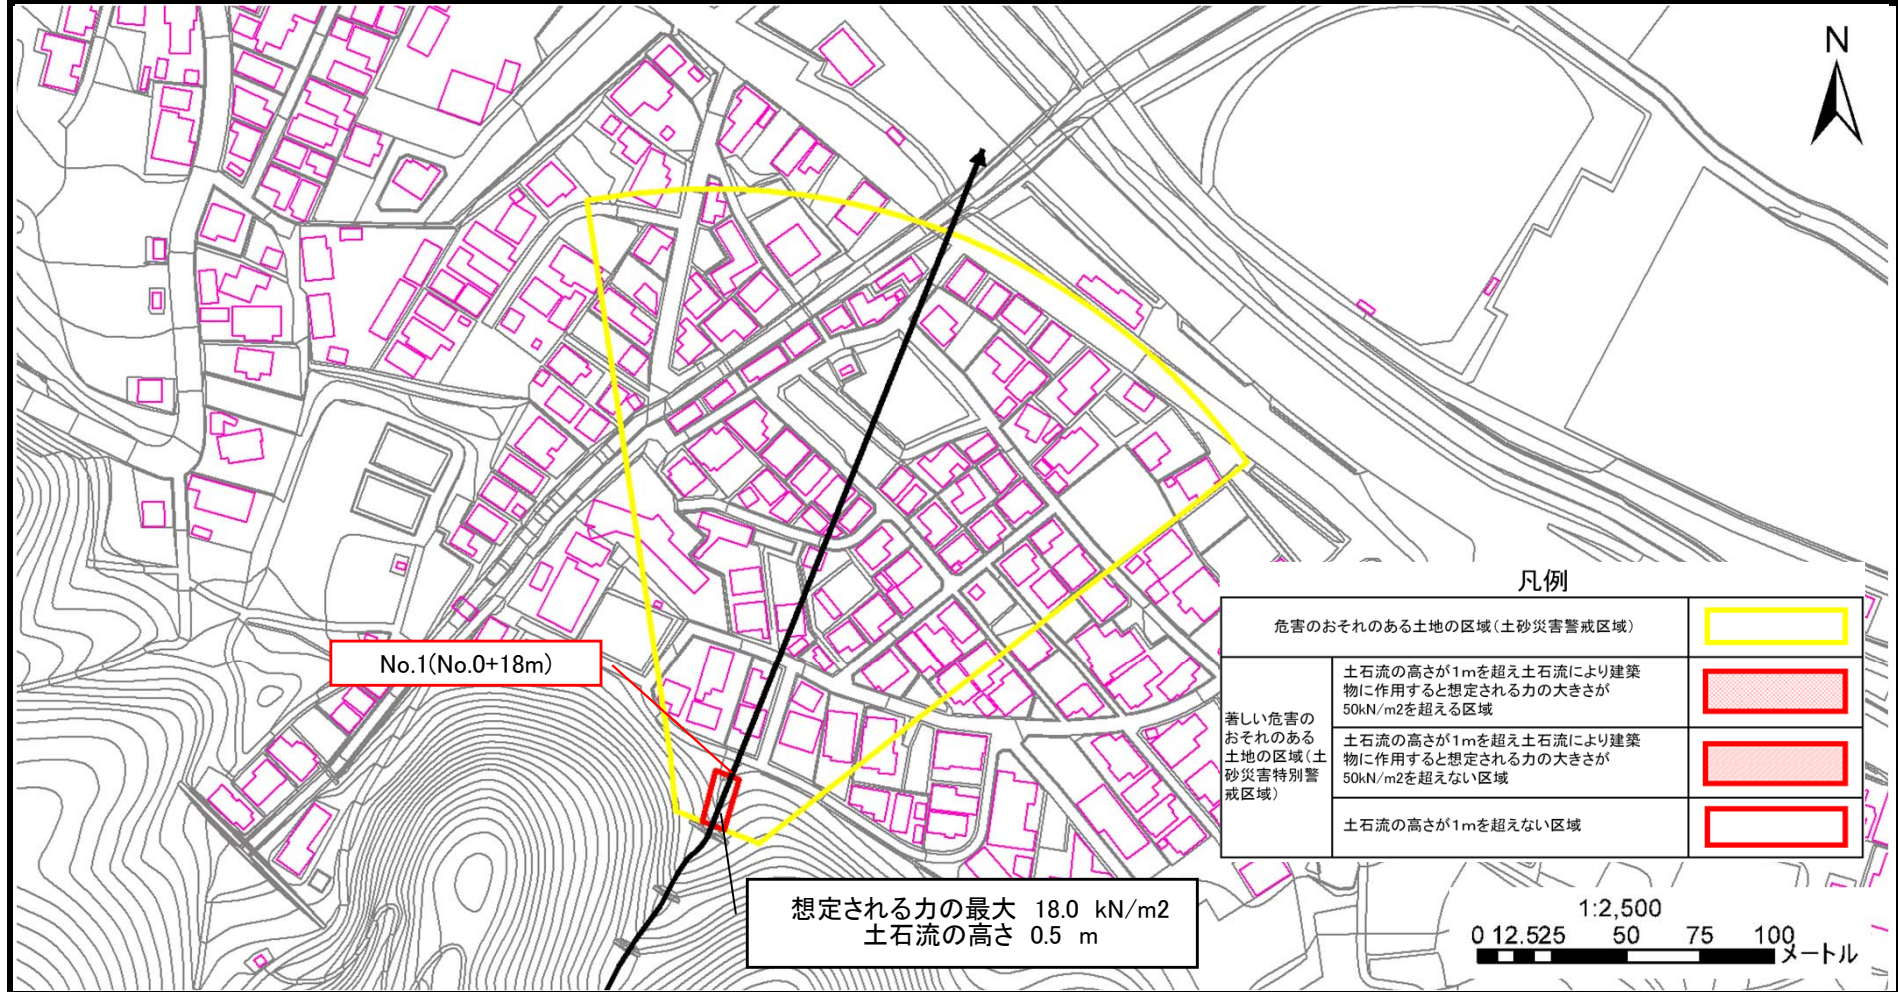 N
No.1(No.0+18m)
凡例
危害のおそれのある土地の区域(土砂災害警戒区域)
著しい危害の
おそれのある
土地の区域(土
砂災害特別警
戒区域)
土石流の高さが1mを超え土石流により建築
物に作用すると想定される力の大きさが
50kN/m2を超える区域
土石流の高さが1mを超え土石流により建築
物に作用すると想定される力の大きさが
50kN/m2を超えない区域
土石流の高さが1mを超えない区域
想定される力の最大 18.0 kN/m2
土石流の高さ 0.5 m
1:2,500
0 12.525 50 75 100
メートル